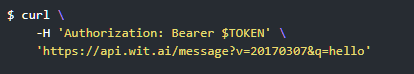 $ curl \
-H 'Authorization: Bearer $TOKEN' \
'https://api.wit.ai/message?v=20170307&q=hello'